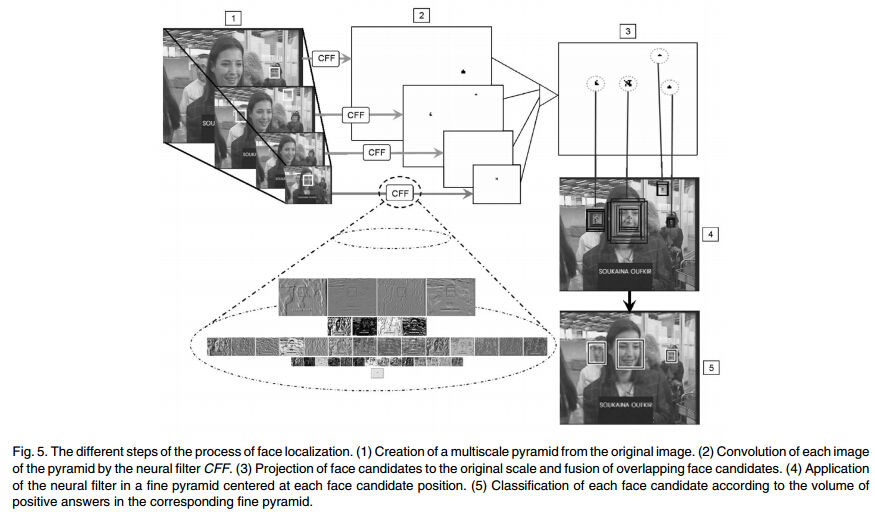 1
2
3
CFF
CFF
CFF
CFF
4
SOUKAINA OUFKIR
5
SOUKAINA OUFKIR
Fig. 5. The different steps of the process of face localization. (1) Creation of a multiscale pyramid from the original image. (2) Convolution of each image
of the pyramid by the neural filter CFF. (3) Projection of face candidates to the original scale and fusion of overlapping face candidates. (4) Application
of the neural filter in a fine pyramid centered at each face candidate position. (5) Classification of each face candidate according to the volume of
positive answers in the corresponding fine pyramid.